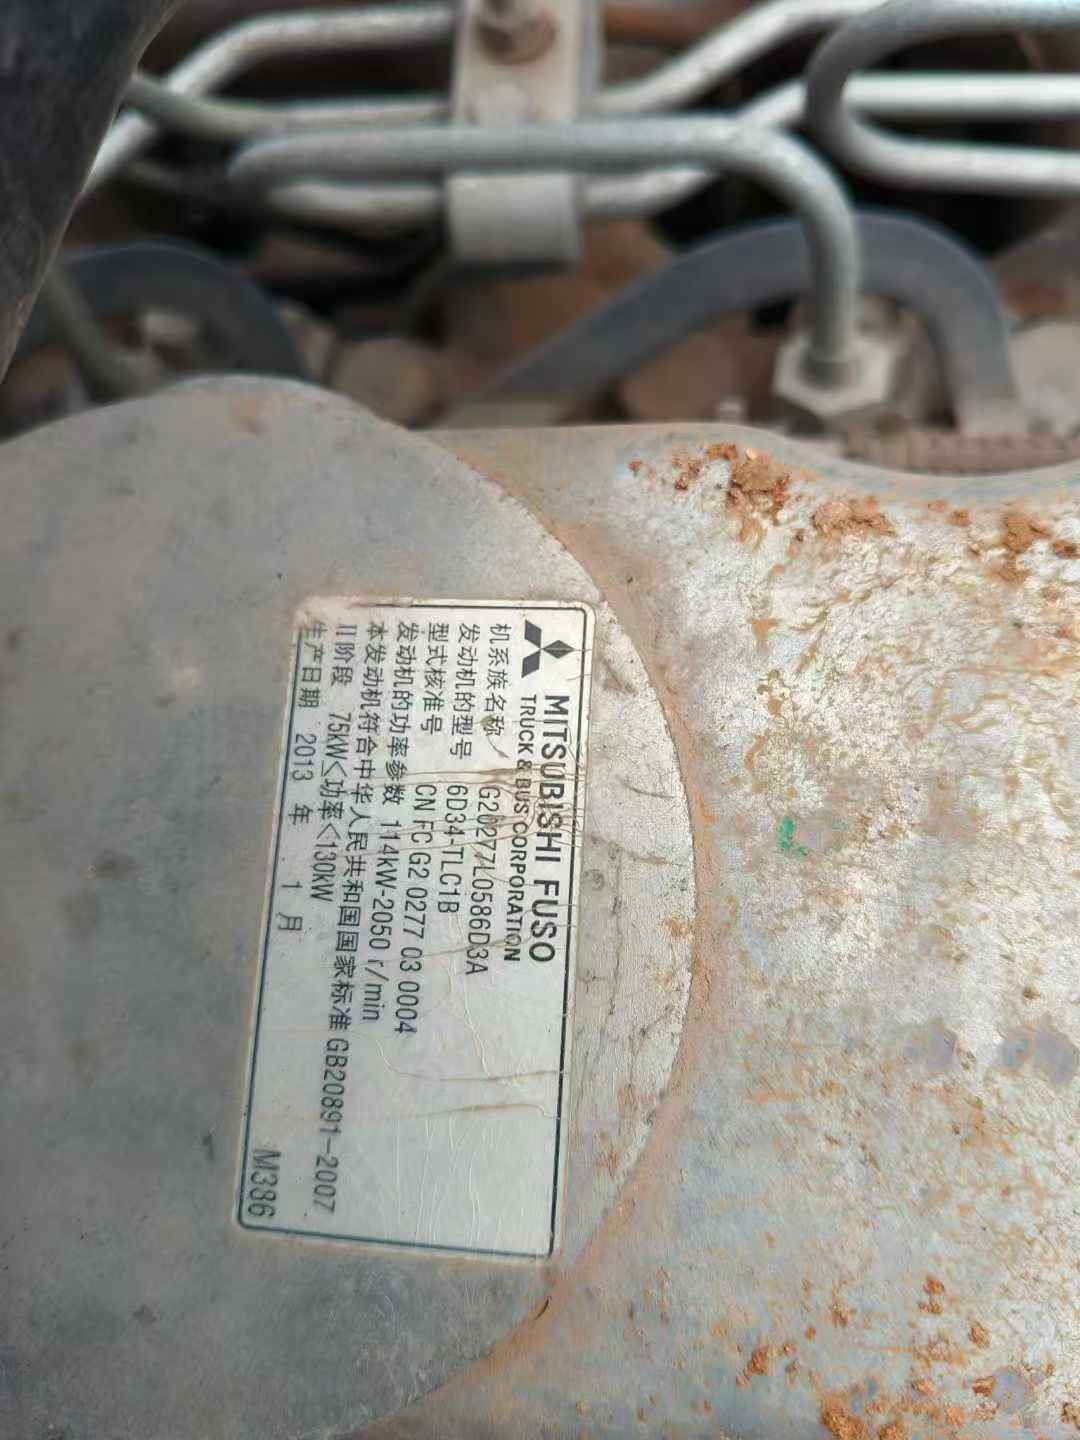 MITSUBISHI FUSO
TRUCK & BUS CORPORATION
机系族名称 G20277L0586D3A
发动机的型号 6D34-TLC1B
型式核准号 CN FC G2 0277 03 0004
发动机的功率参数 114kW-2050 r/min
本发动机符合中华人民共和国国家标准 GB20891-2007
II阶段 75kW≤功率<130kW
生产日期 2013 年 1 月
M386